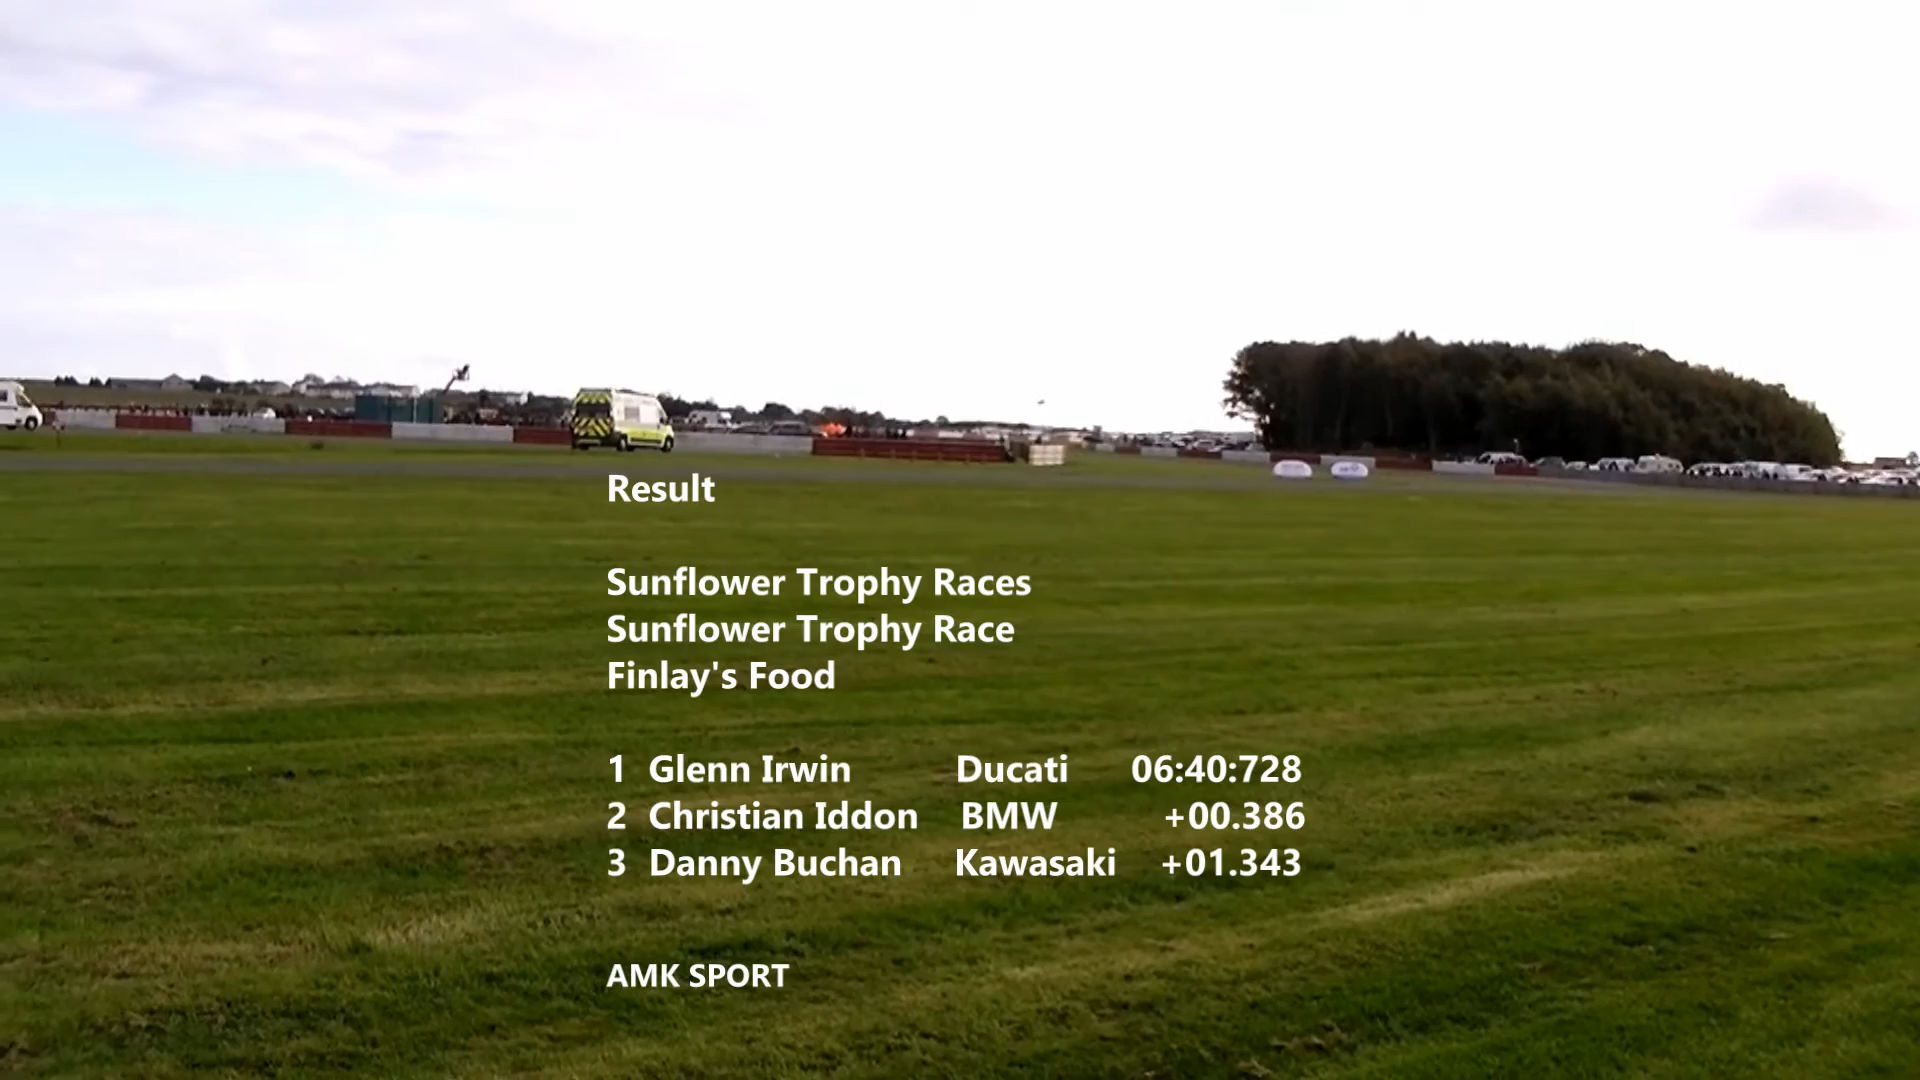 Result
Sunflower Trophy Races
Sunflower Trophy Race
Finlay's Food
1 Glenn Irwin Ducati 06:40:728
2 Christian Iddon BMW +00.386
3 Danny Buchan Kawasaki +01.343
AMK SPORT